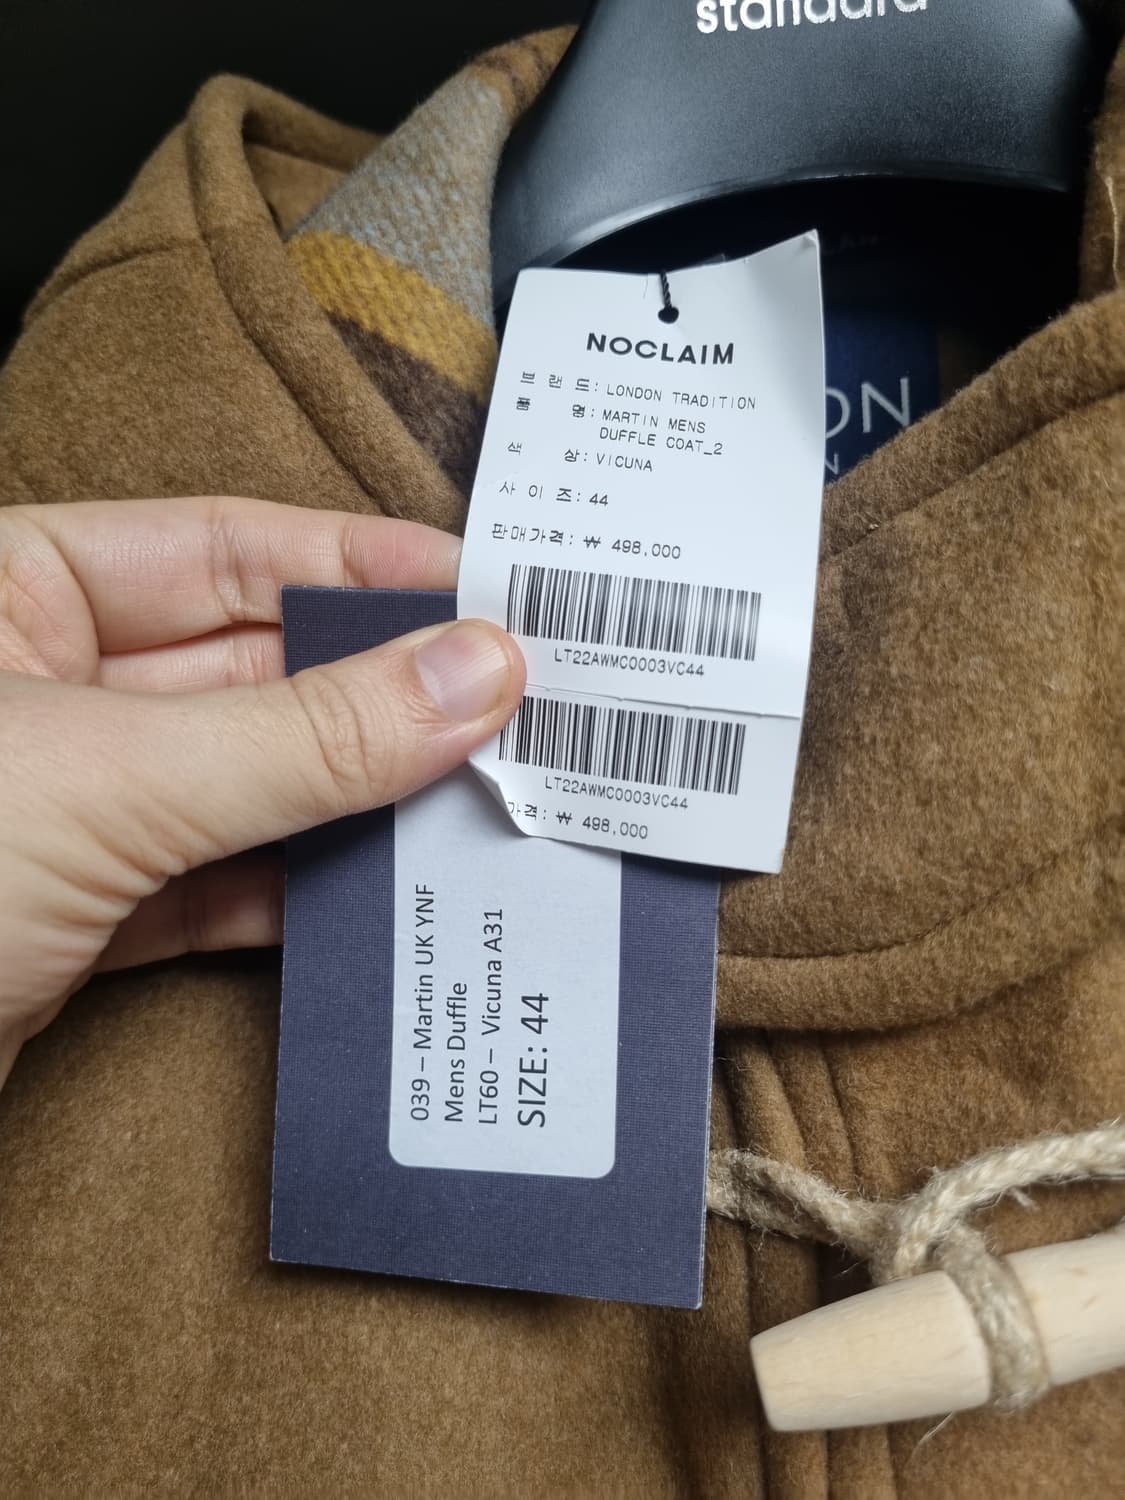 standard
NOCLAIM
브 랜 드: LONDON TRADITION
품 명: MARTIN MENS
DUFFLE COAT_2
색 상: VICUNA
사 이 즈: 44
판매가격: ₩ 498,000
LT22AWMC0003VC44
LT22AWMC0003VC44
가격: ₩ 498,000
039 – Martin UK YNF
Mens Duffle
LT60 – Vicuna A31
SIZE: 44
ON
N